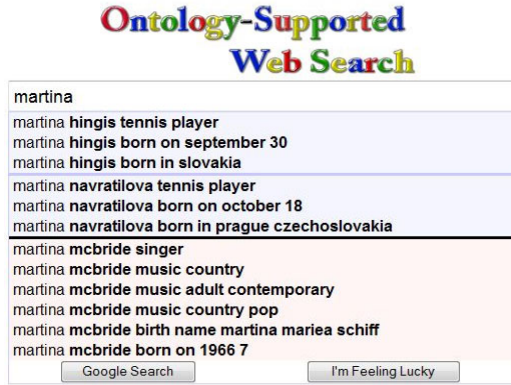 Ontology-Supported
Web Search
martina
martina hingis tennis player
martina hingis born on september 30
martina hingis born in slovakia
martina navratilova tennis player
martina navratilova born on october 18
martina navratilova born in prague czechoslovakia
martina mcbride singer
martina mcbride music country
martina mcbride music adult contemporary
martina mcbride music country pop
martina mcbride birth name martina mariea schiff
martina mcbride born on 1966 7
Google Search I'm Feeling Lucky